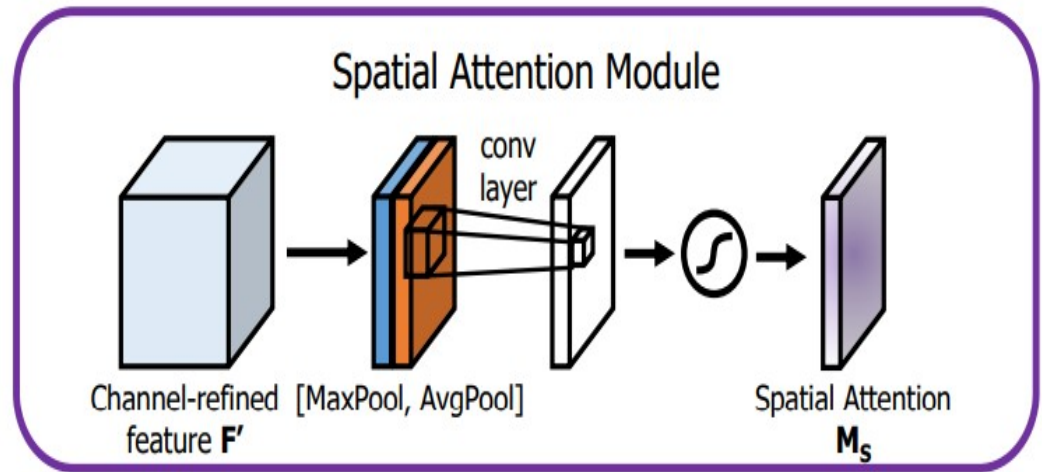 Spatial Attention Module
conv
layer
Channel-refined
feature F’
[MaxPool, AvgPool]
Spatial Attention
Ms